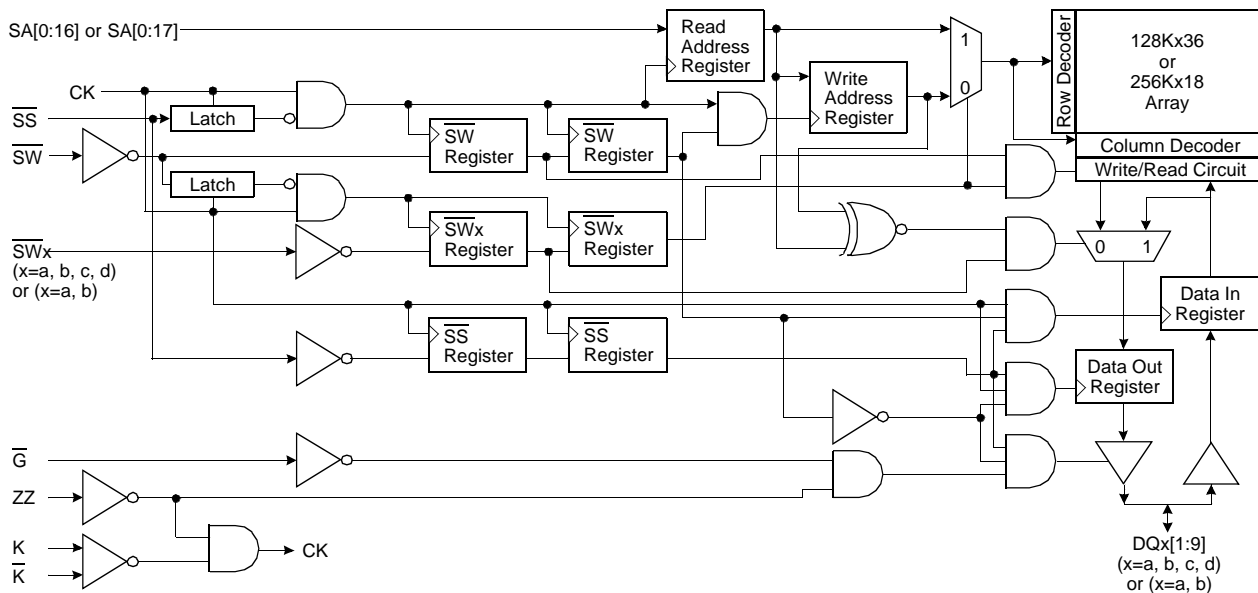 SA[0:16] or SA[0:17]
Read
Address
Register
1
0
Row Decoder
128Kx36
or
256Kx18
Array
Write
Address
Register
CK
SS
Latch
SW
Register
SW
Register
SW
Column Decoder
Write/Read Circuit
Latch
SWx
Register
SWx
Register
SWx
(x=a, b, c, d)
or (x=a, b)
0 1
Data In
Register
SS
Register
SS
Register
Data Out
Register
G
ZZ
K
K
CK
DQx[1:9]
(x=a, b, c, d)
or (x=a, b)